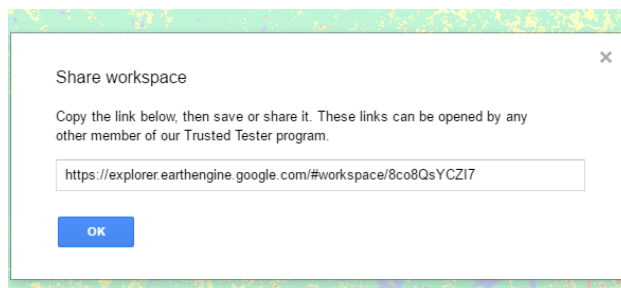 Share workspace
Copy the link below, then save or share it. These links can be opened by any
other member of our Trusted Tester program.
https://explorer.earthengine.google.com/#workspace/8co8QsYCZI7
OK